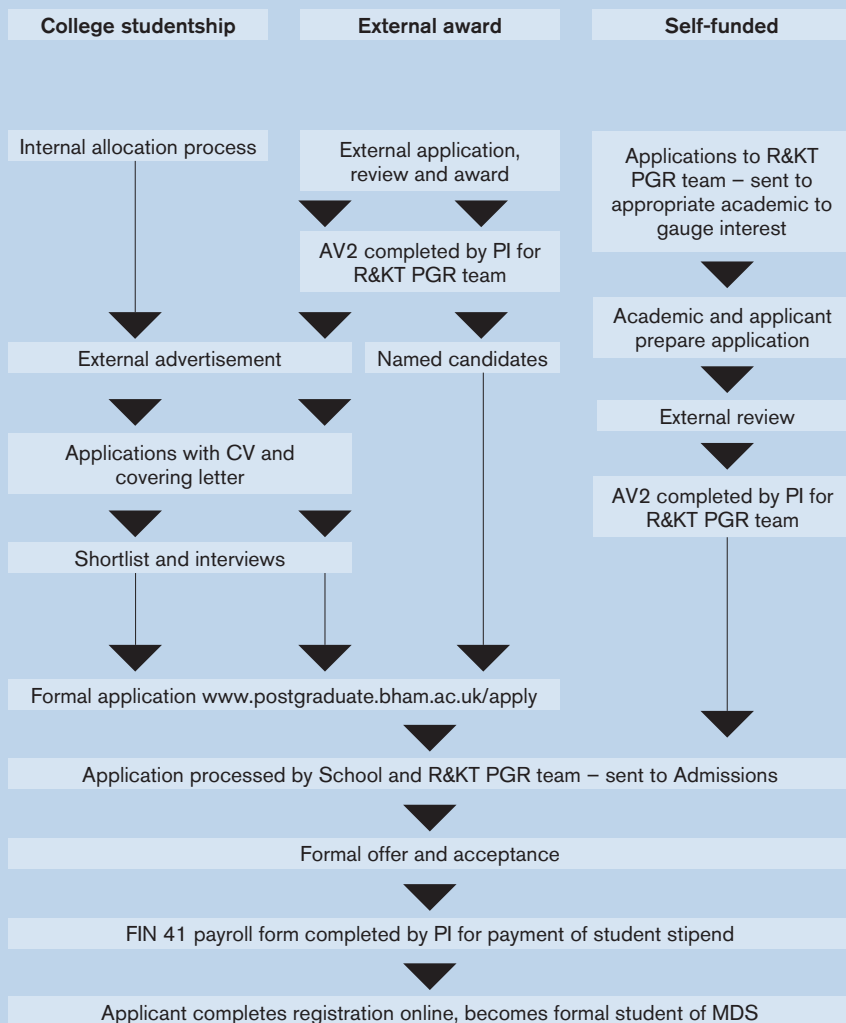 College studentship
External award
Self-funded
Internal allocation process
External application,
review and award
Applications to R&KT
PGR team – sent to
appropriate academic to
gauge interest
AV2 completed by PI for
R&KT PGR team
Academic and applicant
prepare application
External advertisement
Named candidates
External review
Applications with CV and
covering letter
AV2 completed by PI for
R&KT PGR team
Shortlist and interviews
Formal application www.postgraduate.bham.ac.uk/apply
Application processed by School and R&KT PGR team – sent to Admissions
Formal offer and acceptance
FIN 41 payroll form completed by PI for payment of student stipend
Applicant completes registration online, becomes formal student of MDS